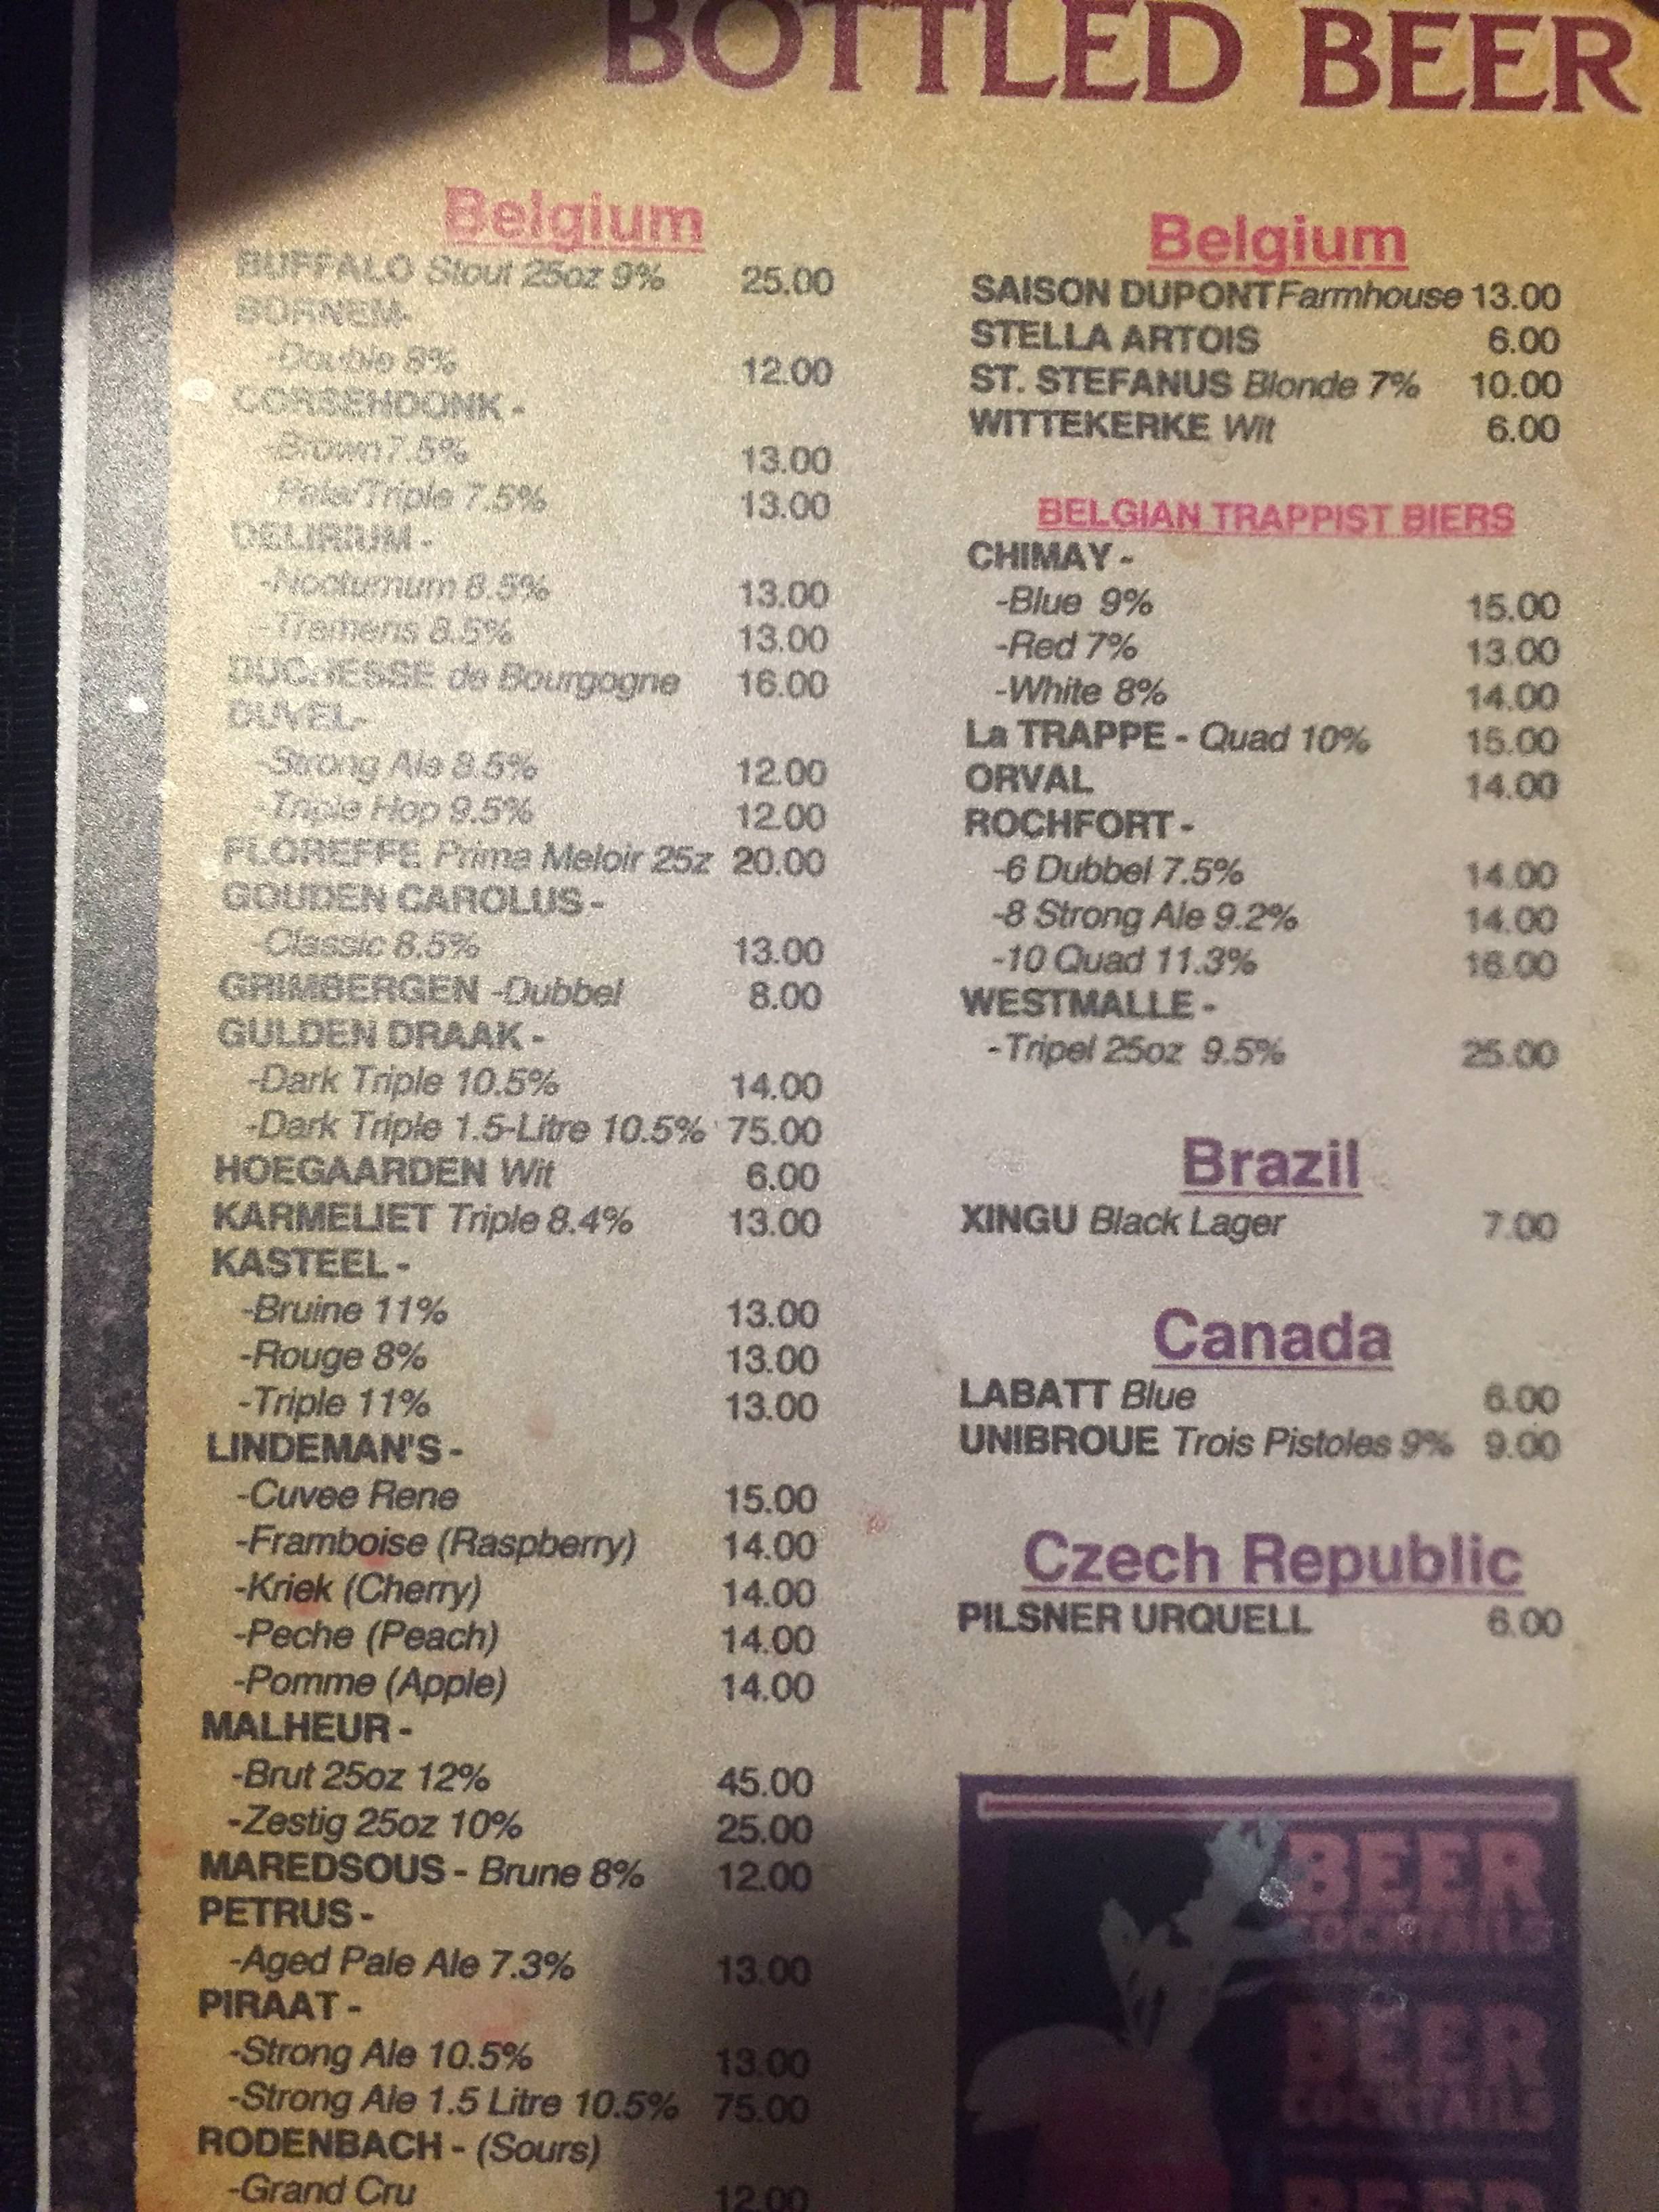 BOTTLED BEER
Belgium
BUFFALO Stout 25oz 9% 25.00
BORNEM-
-Double 8% 12.00
CORSEHDONK -
-Brown 7.5% 13.00
-Pale/Triple 7.5% 13.00
DELIRIUM -
-Nocturnum 8.5% 13.00
-Tremens 8.5% 13.00
DUCHESSE de Bourgogne 16.00
DUVEL-
-Strong Ale 8.5% 12.00
-Triple Hop 9.5% 12.00
FLOREFFE Prima Meloir 25z 20.00
GOUDEN CAROLUS -
-Classic 8.5% 13.00
GRIMBERGEN -Dubbel 8.00
GULDEN DRAAK -
-Dark Triple 10.5% 14.00
-Dark Triple 1.5-Litre 10.5% 75.00
HOEGAARDEN Wit 6.00
KARMELIET Triple 8.4% 13.00
KASTEEL -
-Bruine 11% 13.00
-Rouge 8% 13.00
-Triple 11% 13.00
LINDEMAN'S -
-Cuvee Rene 15.00
-Framboise (Raspberry) 14.00
-Kriek (Cherry) 14.00
-Peche (Peach) 14.00
-Pomme (Apple) 14.00
MALHEUR -
-Brut 25oz 12% 45.00
-Zestig 25oz 10% 25.00
MAREDSOUS - Brune 8% 12.00
PETRUS -
-Aged Pale Ale 7.3% 13.00
PIRAAT -
-Strong Ale 10.5% 13.00
-Strong Ale 1.5 Litre 10.5% 75.00
RODENBACH - (Sours)
-Grand Cru 12.00
Belgium
SAISON DUPONT Farmhouse 13.00
STELLA ARTOIS 6.00
ST. STEFANUS Blonde 7% 10.00
WITTEKERKE Wit 6.00
BELGIAN TRAPPIST BIERS
CHIMAY -
-Blue 9% 15.00
-Red 7% 13.00
-White 8% 14.00
La TRAPPE - Quad 10% 15.00
ORVAL 14.00
ROCHFORT -
-6 Dubbel 7.5% 14.00
-8 Strong Ale 9.2% 14.00
-10 Quad 11.3% 16.00
WESTMALLE -
-Tripel 25oz 9.5% 25.00
Brazil
XINGU Black Lager 7.00
Canada
LABATT Blue 6.00
UNIBROUE Trois Pistoles 9% 9.00
Czech Republic
PILSNER URQUELL 6.00
BEER
COCKTAILS
BEER
COCKTAILS
BEER